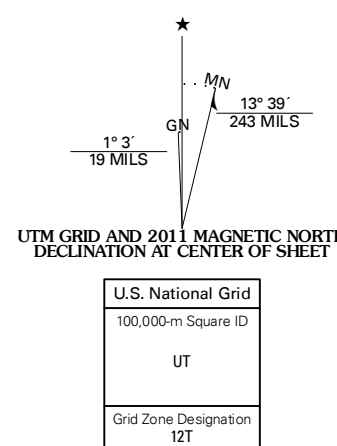 ★
MN
GN
13° 39´
243 MILS
1° 3´
19 MILS
UTM GRID AND 2011 MAGNETIC NORT
DECLINATION AT CENTER OF SHEET
U.S. National Grid
100,000-m Square ID
UT
Grid Zone Designation
12T